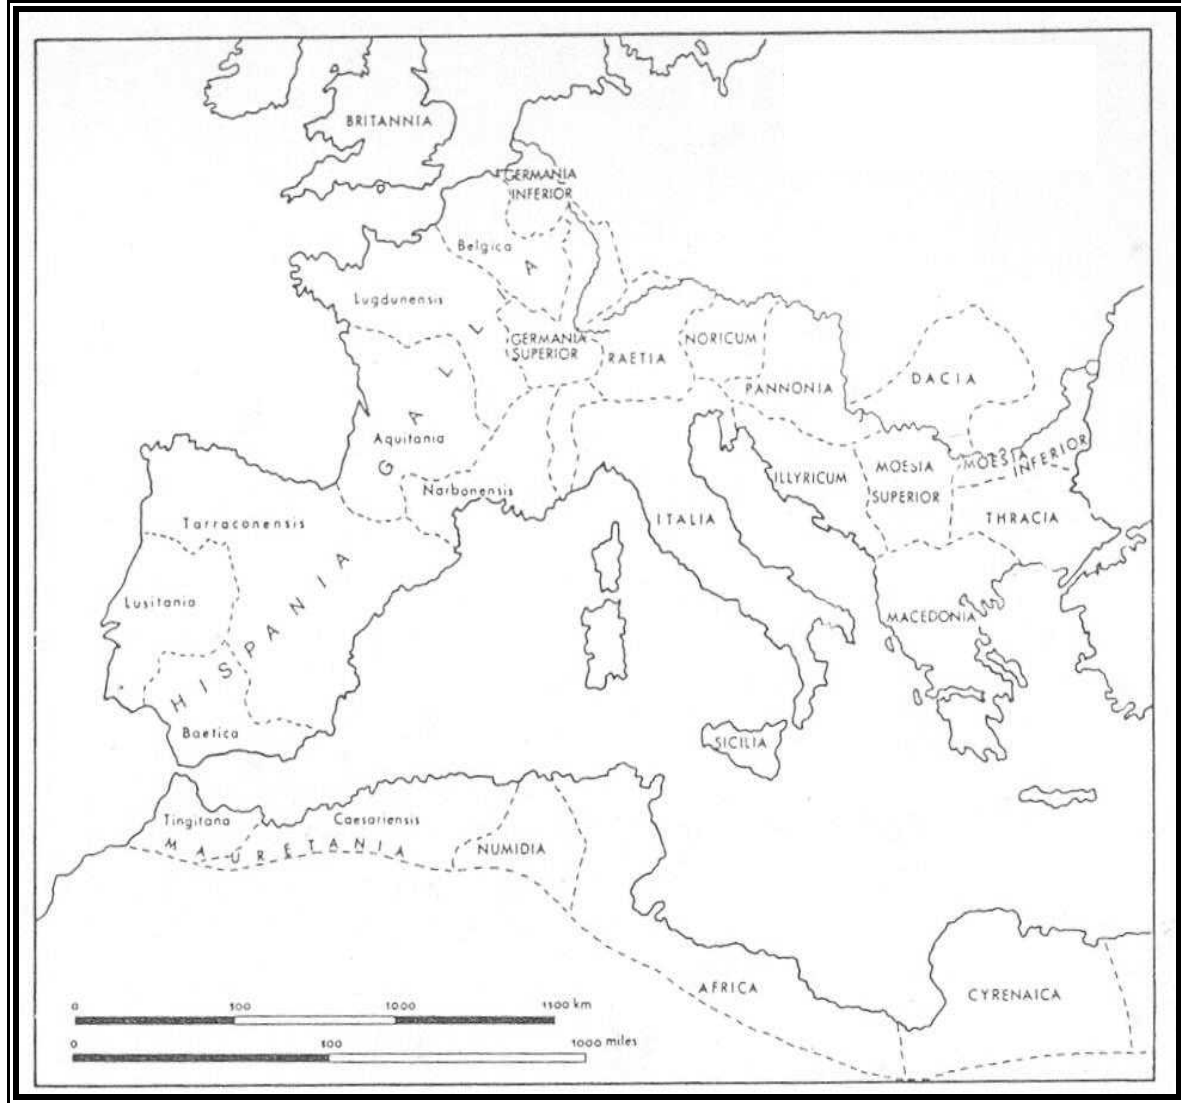 BRITANNIA
GERMANIA
INFERIOR
Belgica
Lugdunensis
GALLIA
GERMANIA
SUPERIOR
RAETIA
NORICUM
PANNONIA
DACIA
Aquitania
Narbonensis
ITALIA
ILLYRICUM
MOESIA
SUPERIOR
MOESIA
INFERIOR
THRACIA
MACEDONIA
Tarraconensis
Lusitania
HISPANIA
Baetica
SICILIA
Tingitana
Caesariensis
MAURETANIA
NUMIDIA
AFRICA
CYRENAICA
0 500 1000 1500 km
0 500 1000 miles